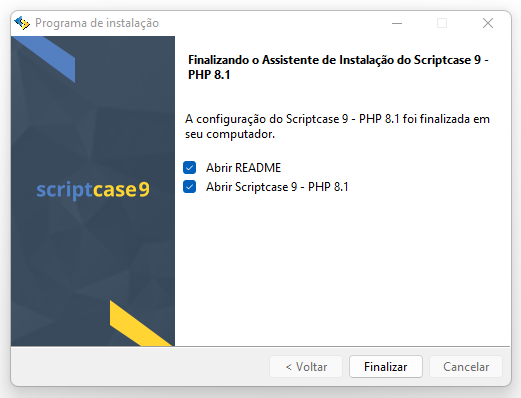 Programa de instalação
Finalizando o Assistente de Instalação do Scriptcase 9 -
PHP 8.1
A configuração do Scriptcase 9 - PHP 8.1 foi finalizada em
seu computador.
Abrir README
Abrir Scriptcase 9 - PHP 8.1
scriptcase9
< Voltar
Finalizar
Cancelar